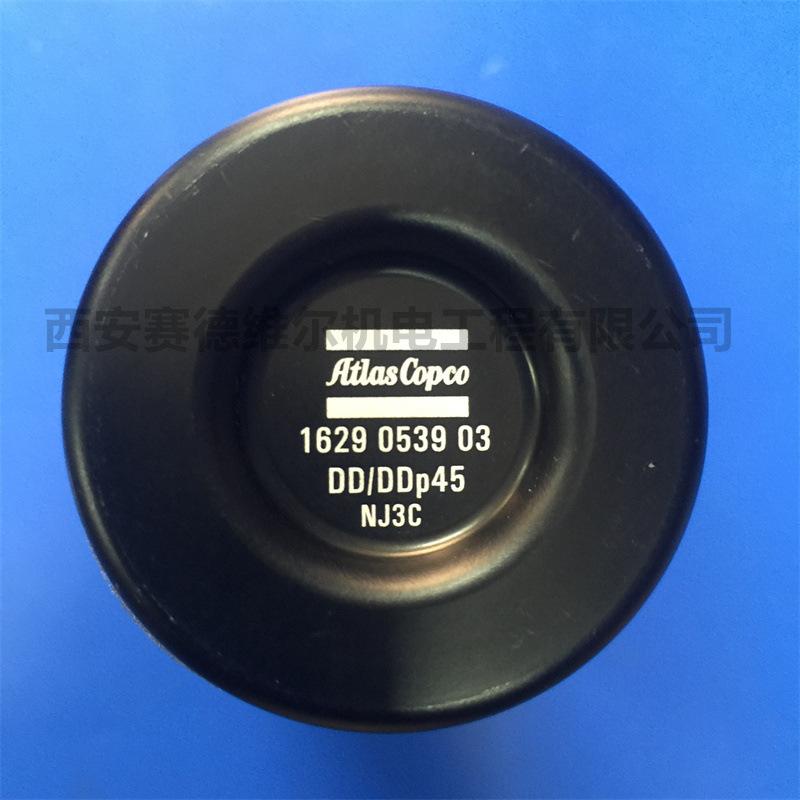 西安赛德维尔机电工程有限公司
Atlas Copco
1629 0539 03
DD/DDp45
NJ3C